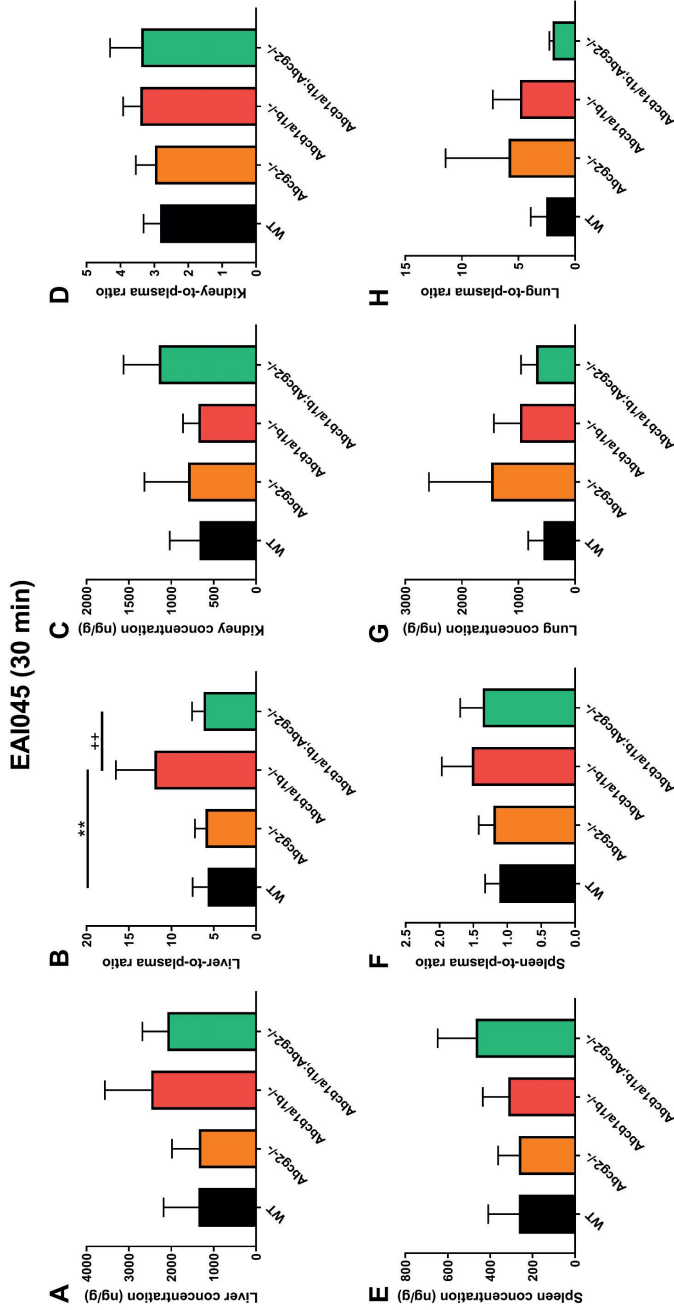 EAI045 (30 min)
A
Liver concentration (ng/g)
4000
3000
2000
1000
0
WT
Abcg2-/-
Abcb1a/1b-/-
Abcb1a/1b;Abcg2-/-
B
Liver-to-plasma ratio
20
15
10
5
0
**
++
WT
Abcg2-/-
Abcb1a/1b-/-
Abcb1a/1b;Abcg2-/-
C
Kidney concentration (ng/g)
2000
1500
1000
500
0
WT
Abcg2-/-
Abcb1a/1b-/-
Abcb1a/1b;Abcg2-/-
D
Kidney-to-plasma ratio
5
4
3
2
1
0
WT
Abcg2-/-
Abcb1a/1b-/-
Abcb1a/1b;Abcg2-/-
E
Spleen concentration (ng/g)
8000
6000
4000
2000
0
WT
Abcg2-/-
Abcb1a/1b-/-
Abcb1a/1b;Abcg2-/-
F
Spleen-to-plasma ratio
2.5
2.0
1.5
1.0
0.5
0.0
WT
Abcg2-/-
Abcb1a/1b-/-
Abcb1a/1b;Abcg2-/-
G
Lung concentration (ng/g)
3000
2000
1000
0
WT
Abcg2-/-
Abcb1a/1b-/-
Abcb1a/1b;Abcg2-/-
H
Lung-to-plasma ratio
15
10
5
0
WT
Abcg2-/-
Abcb1a/1b-/-
Abcb1a/1b;Abcg2-/-